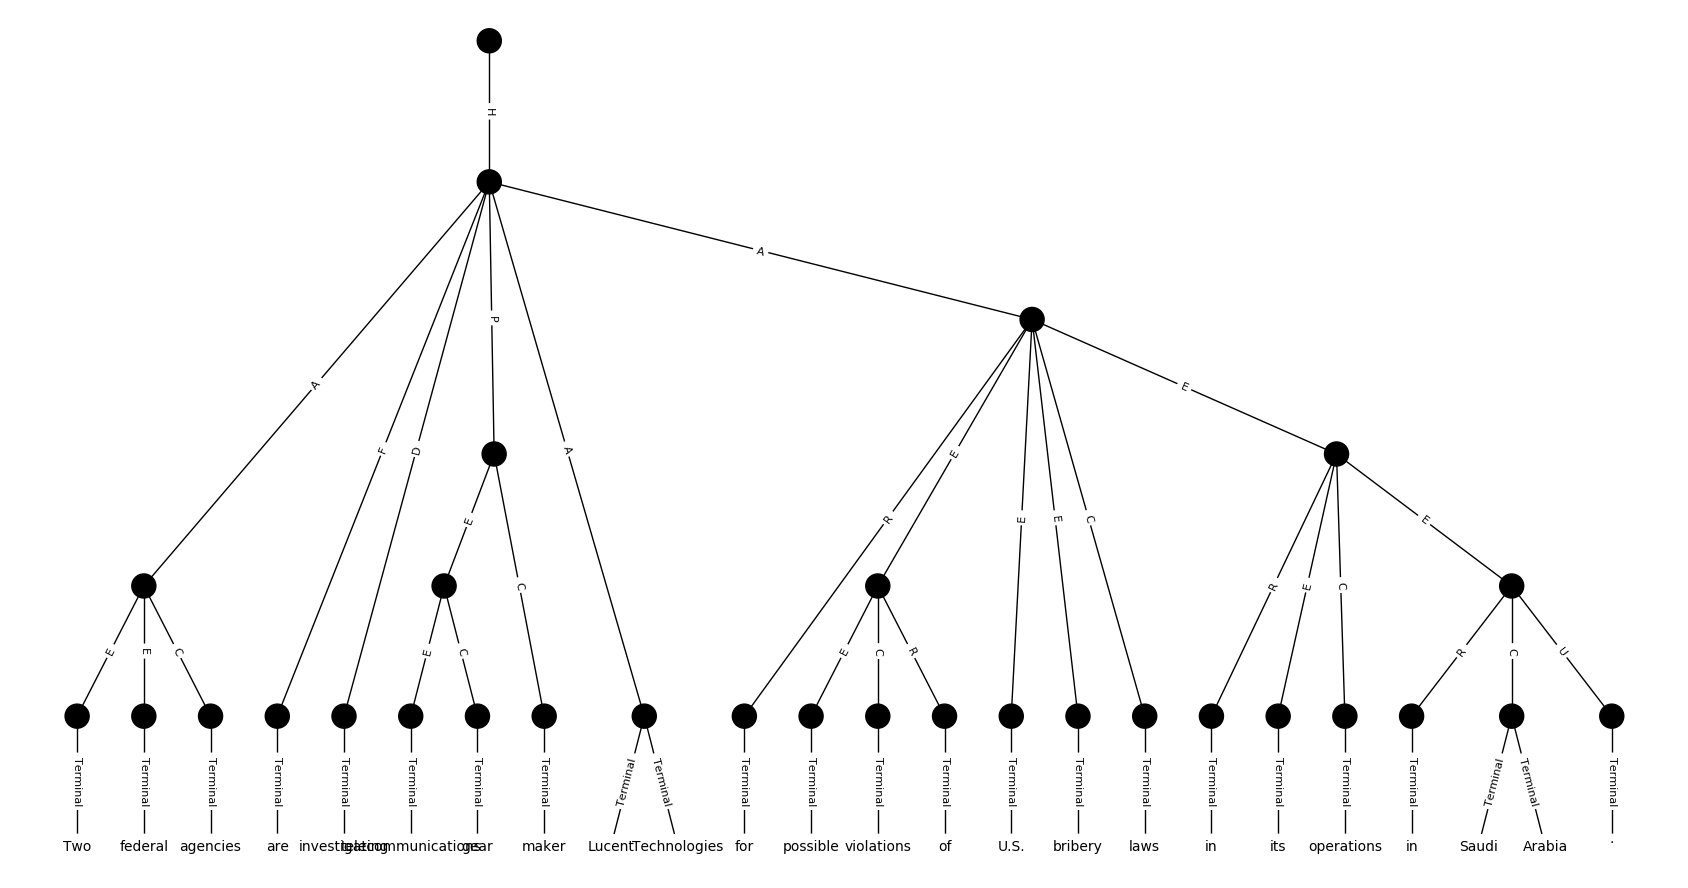 H
A
A
E
P
A
F
D
E
R
E
E
E
C
E
C
R
E
C
E
E
E
C
E
C
E
C
R
R
C
U
Terminal Terminal Terminal Terminal Terminal Terminal Terminal Terminal Terminal Terminal Terminal Terminal Terminal Terminal Terminal Terminal Terminal Terminal Terminal Terminal Terminal Terminal Terminal Terminal Terminal
Two federal agencies are investigating telecommunications gear maker Lucent Technologies for possible violations of U.S. bribery laws in its operations in Saudi Arabia .